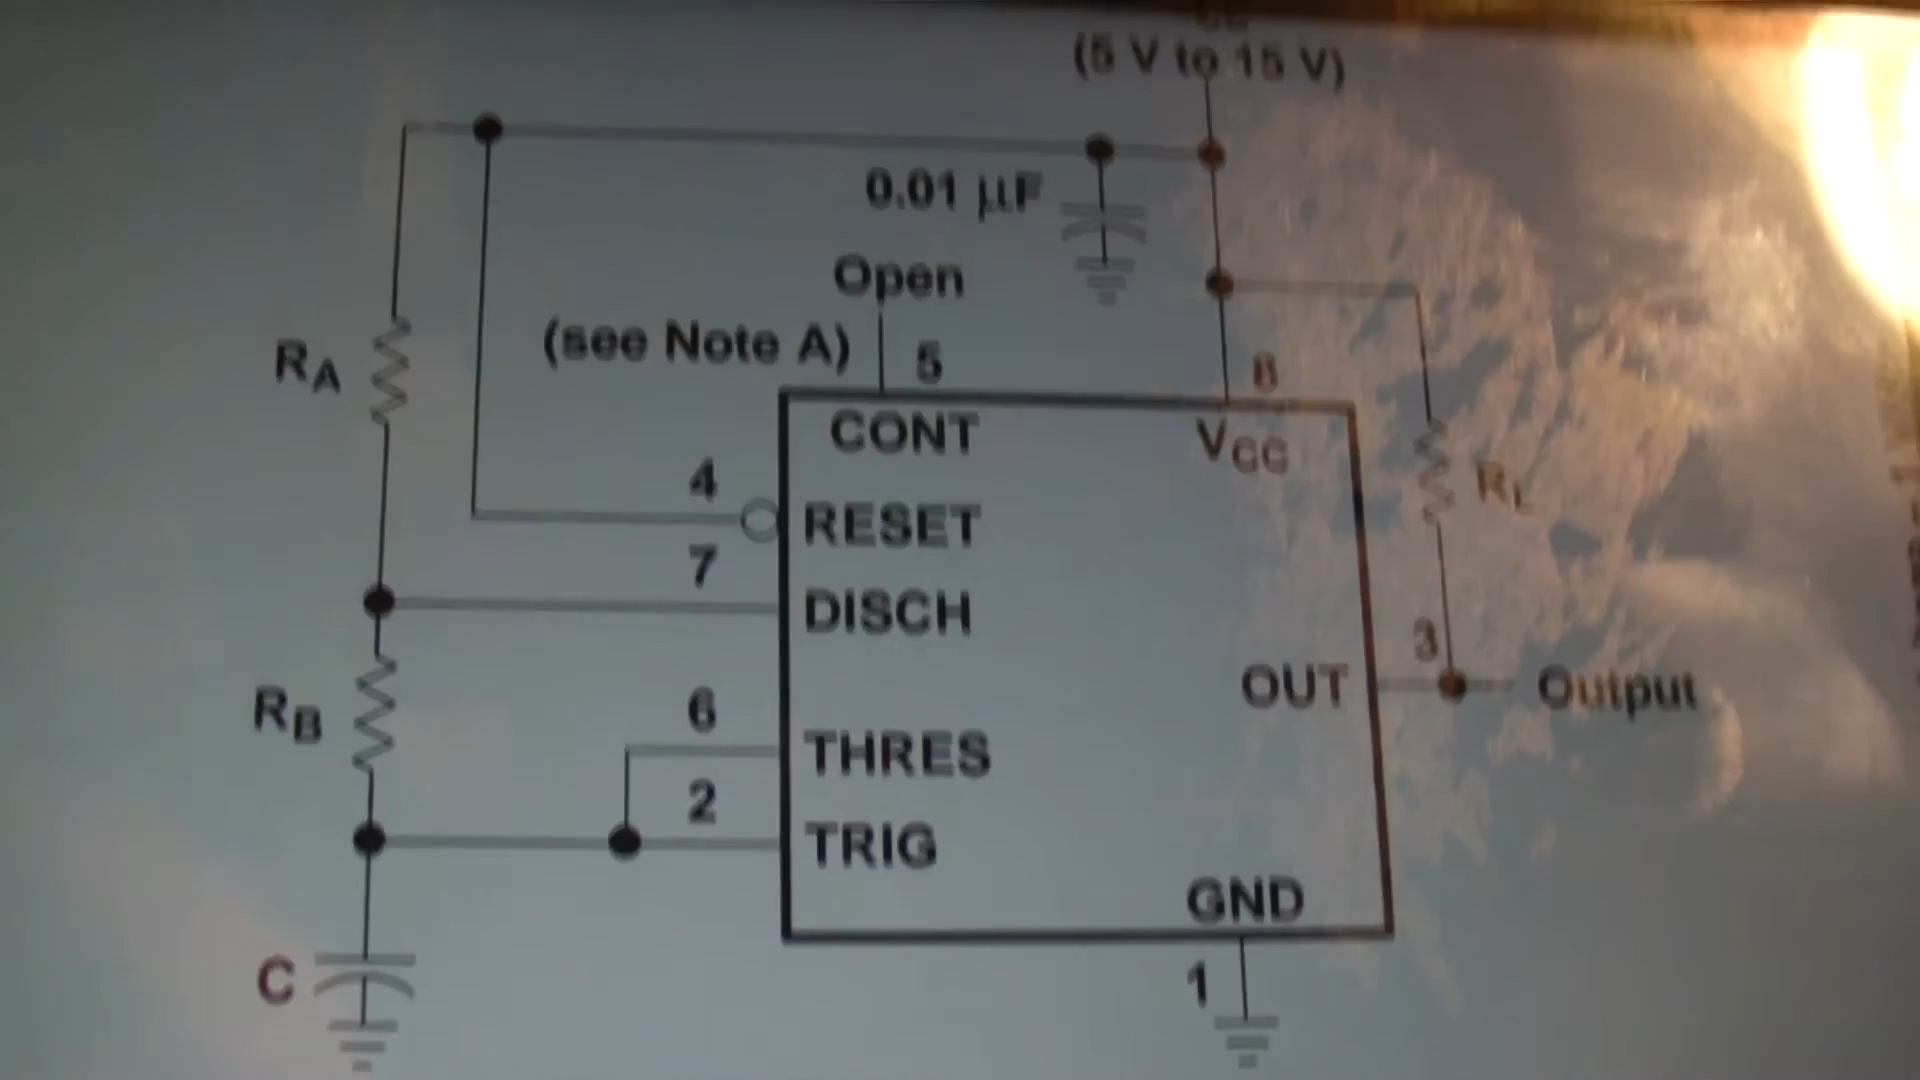 (5 V to 15 V)
0.01 µF
Open
(see Note A)
5
8
RA
CONT
VCC
4
RL
RESET
7
DISCH
3
RB
6
OUT
Output
THRES
2
TRIG
GND
C
1